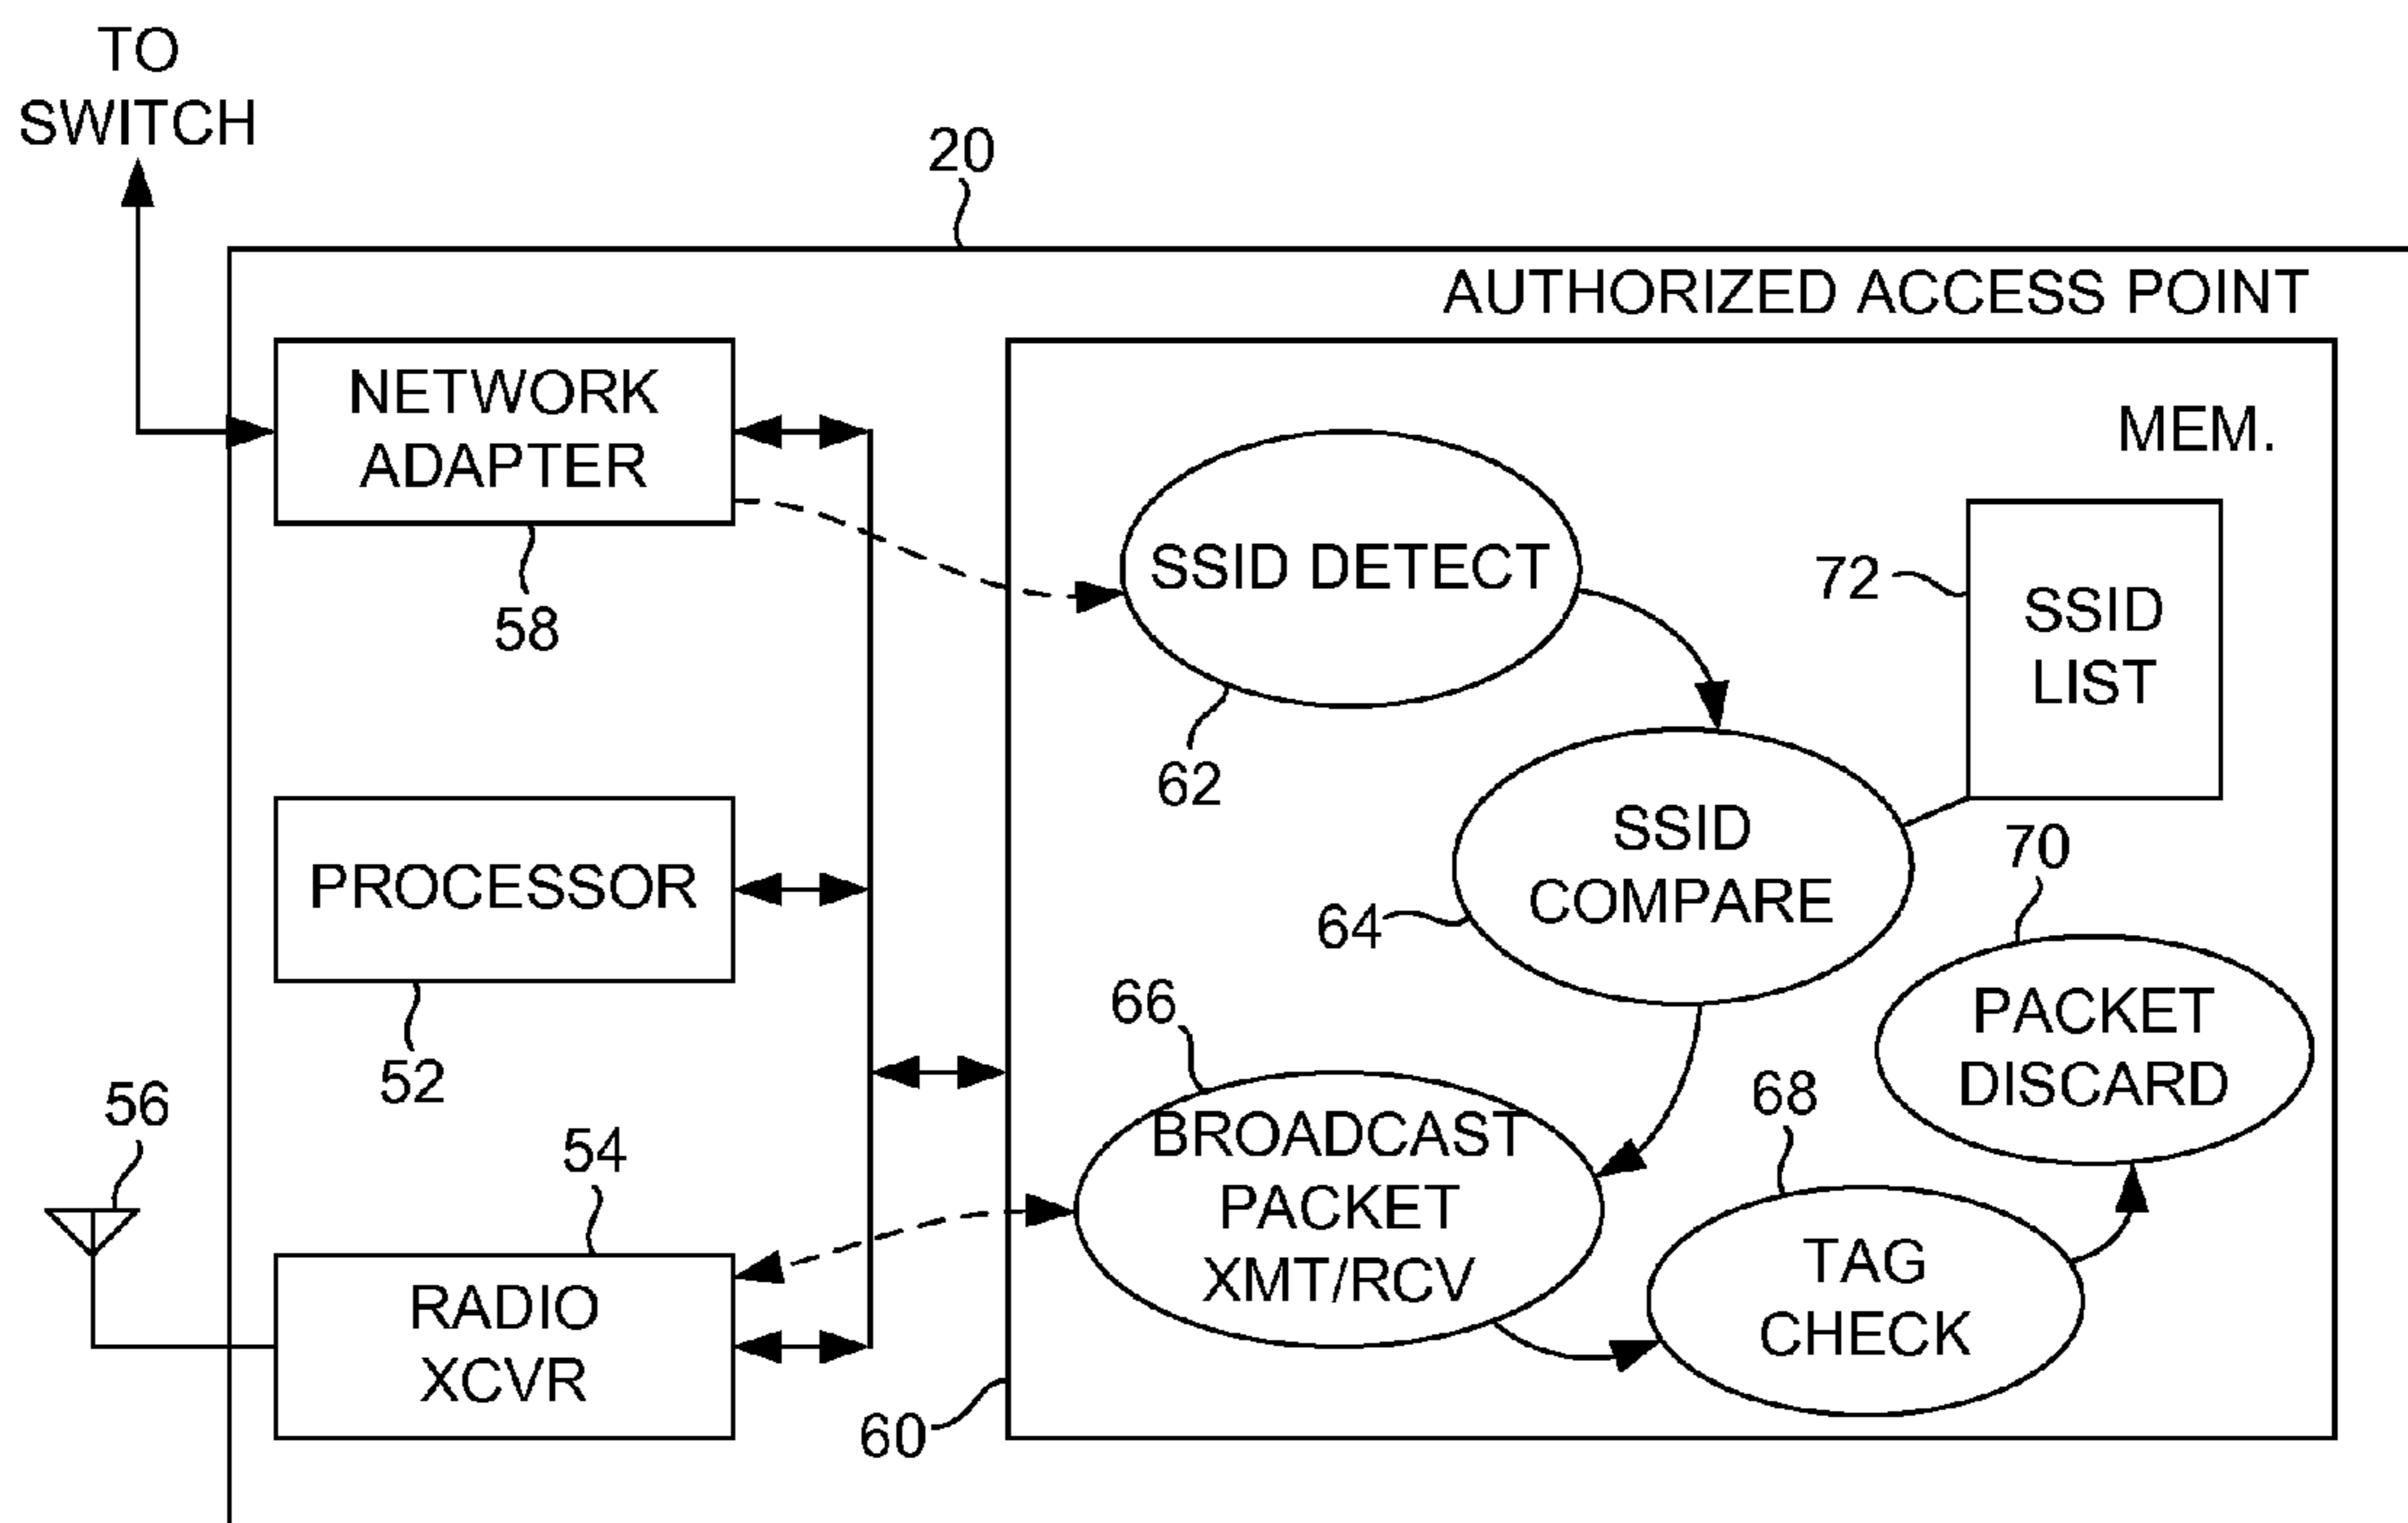 TO
SWITCH
20
AUTHORIZED ACCESS POINT
NETWORK
ADAPTER
58
MEM.
SSID DETECT
62
72
SSID
LIST
PROCESSOR
52
SSID
COMPARE
64
70
PACKET
DISCARD
66
BROADCAST
PACKET
XMT/RCV
68
TAG
CHECK
56
54
RADIO
XCVR
60